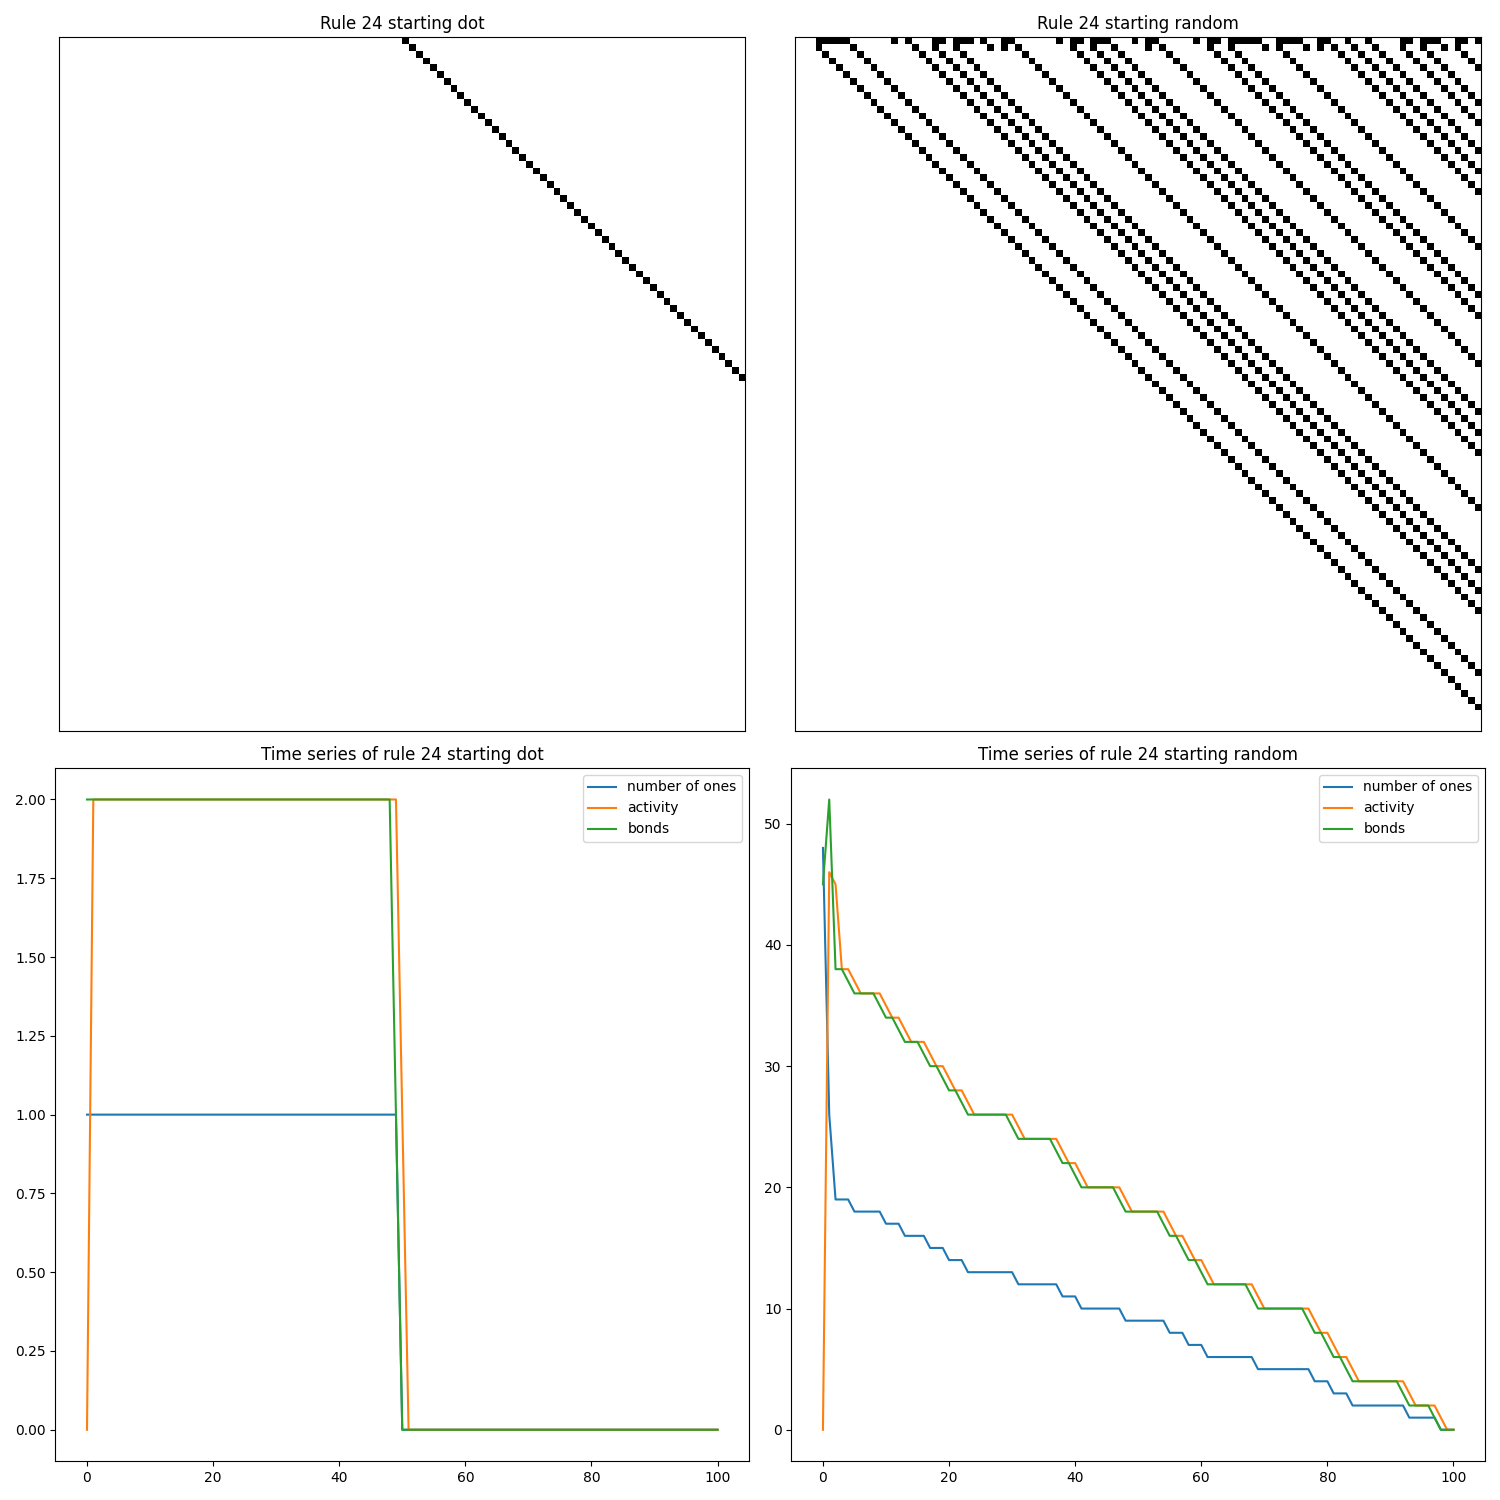 Rule 24 starting dot
Rule 24 starting random
Time series of rule 24 starting dot
number of ones
activity
bonds
2.00
1.75
1.50
1.25
1.00
0.75
0.50
0.25
0.00
0 20 40 60 80 100
Time series of rule 24 starting random
number of ones
activity
bonds
50
40
30
20
10
0
0 20 40 60 80 100